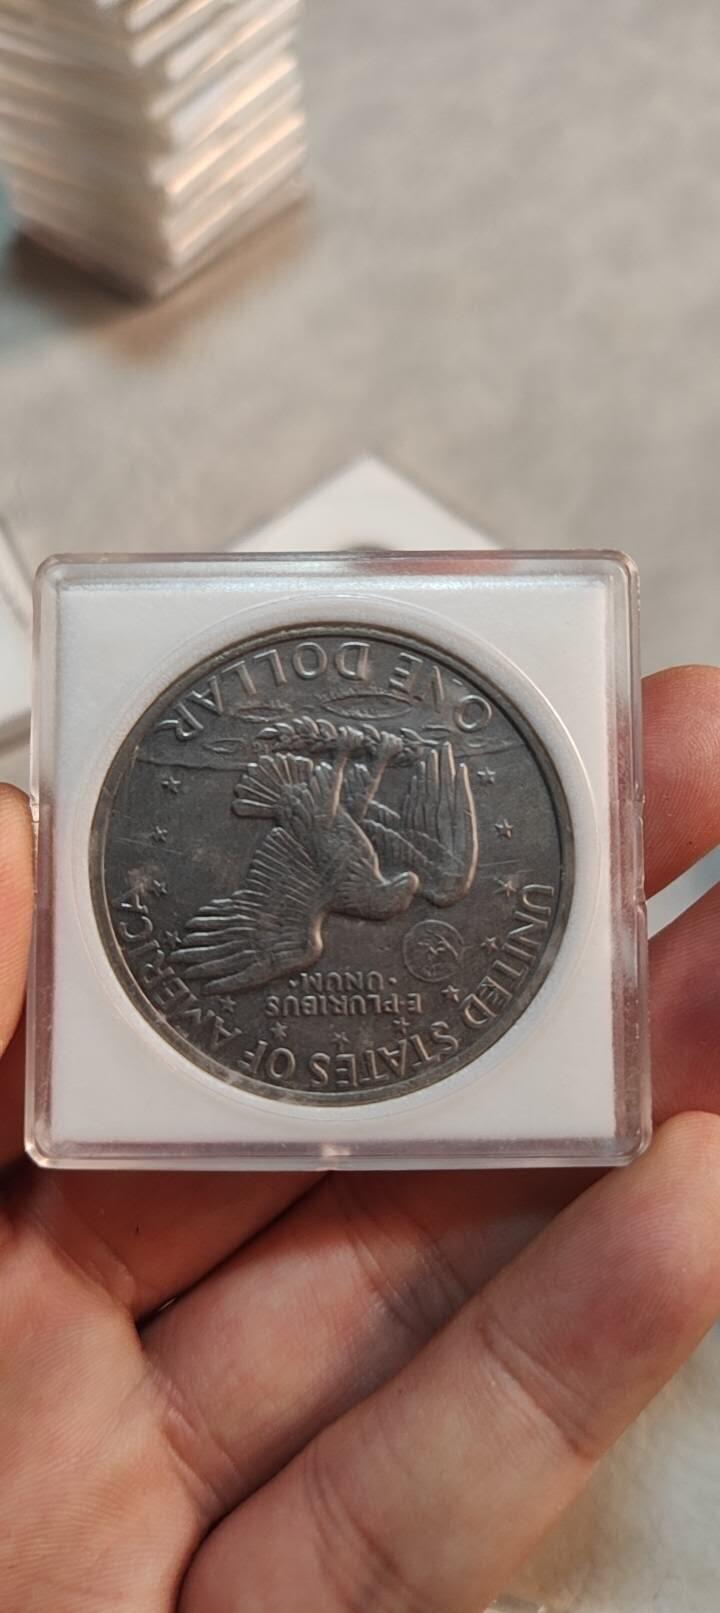 UNITED STATES OF AMERICA
E·PLURIBUS
·UNUM·
ONE DOLLAR